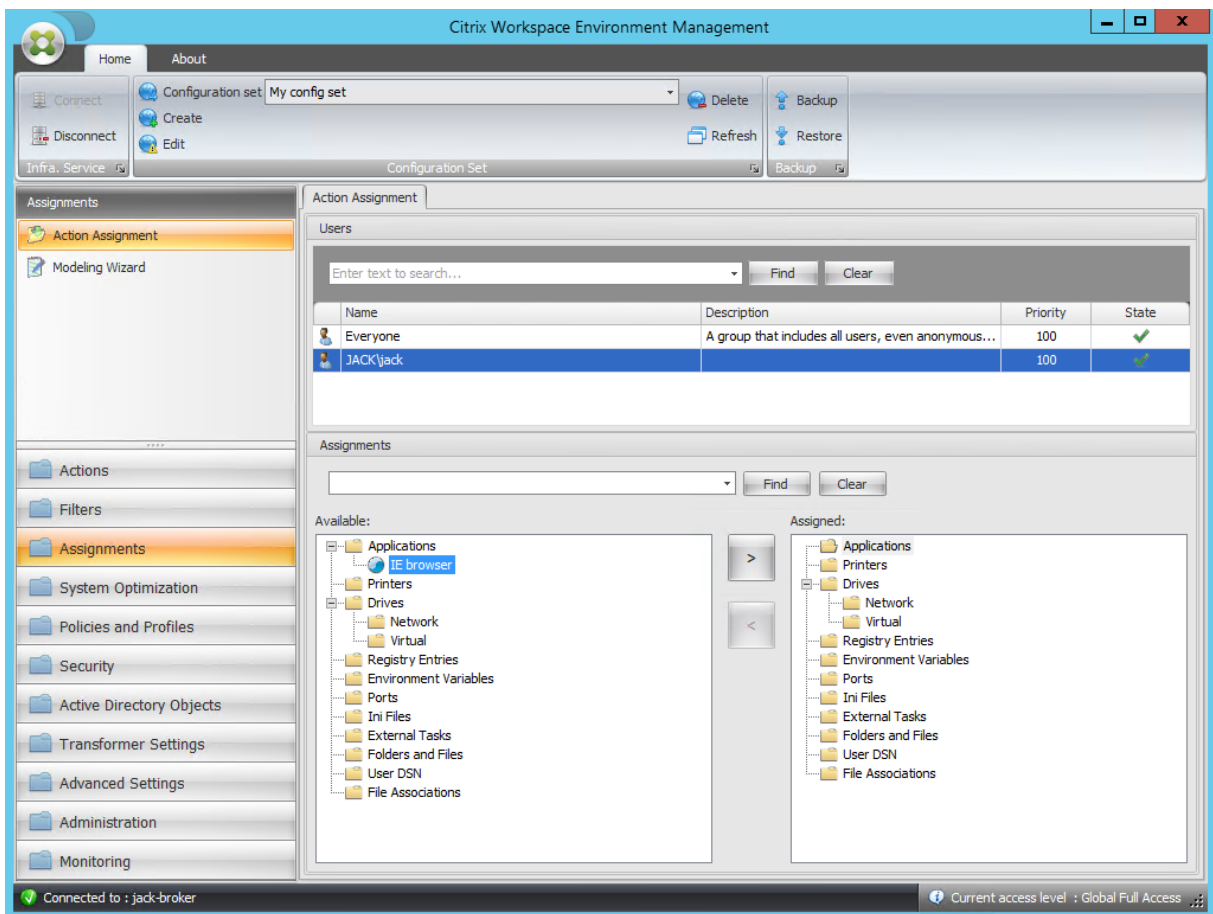 Citrix Workspace Environment Management
Home About
Connect
Disconnect
Infra. Service
Configuration set My config set
Create
Edit
Delete
Refresh
Configuration Set
Backup
Restore
Backup
Assignments
Action Assignment
Modeling Wizard
Actions
Filters
Assignments
System Optimization
Policies and Profiles
Security
Active Directory Objects
Transformer Settings
Advanced Settings
Administration
Monitoring
Action Assignment
Users
Enter text to search... Find Clear
Name Description Priority State
Everyone A group that includes all users, even anonymous... 100
JACK\jack 100
Assignments
Find Clear
Available:
Applications
IE browser
Printers
Drives
Network
Virtual
Registry Entries
Environment Variables
Ports
Ini Files
External Tasks
Folders and Files
User DSN
File Associations
>
<
Assigned:
Applications
Printers
Drives
Network
Virtual
Registry Entries
Environment Variables
Ports
Ini Files
External Tasks
Folders and Files
User DSN
File Associations
Connected to : jack-broker
Current access level : Global Full Access